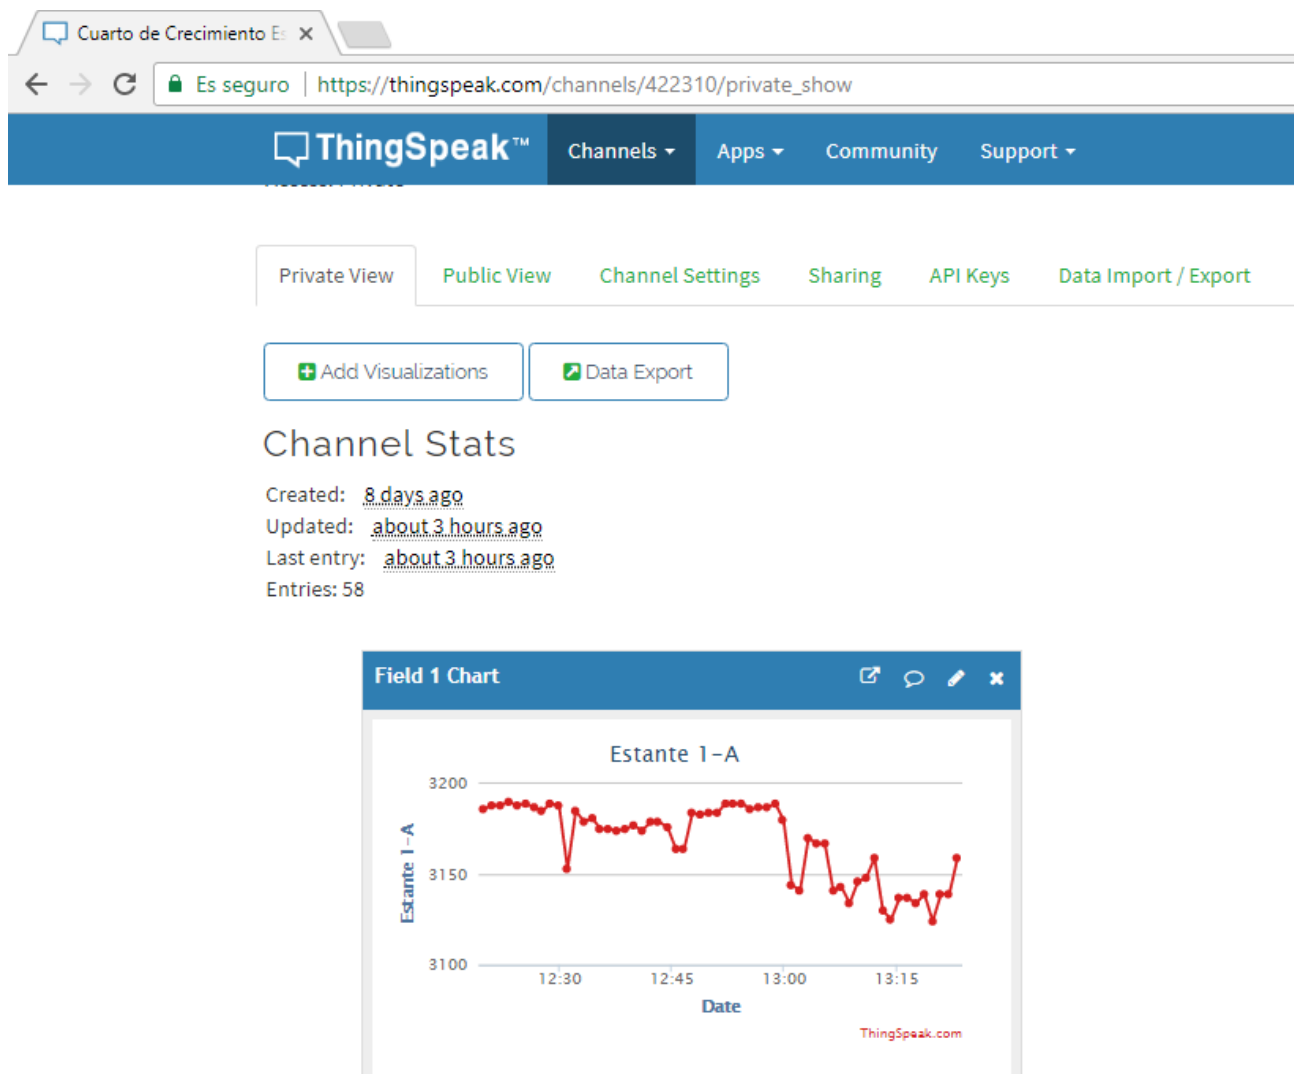 Cuarto de Crecimiento Es
Es seguro https://thingspeak.com/channels/422310/private_show
ThingSpeak™ Channels Apps Community Support
Private View Public View Channel Settings Sharing API Keys Data Import / Export
Add Visualizations Data Export
Channel Stats
Created: 8 days ago
Updated: about 3 hours ago
Last entry: about 3 hours ago
Entries: 58
Field 1 Chart
Estante 1-A
3200
3150
3100
Estante 1-A
12:30 12:45 13:00 13:15
Date
ThingSpeak.com